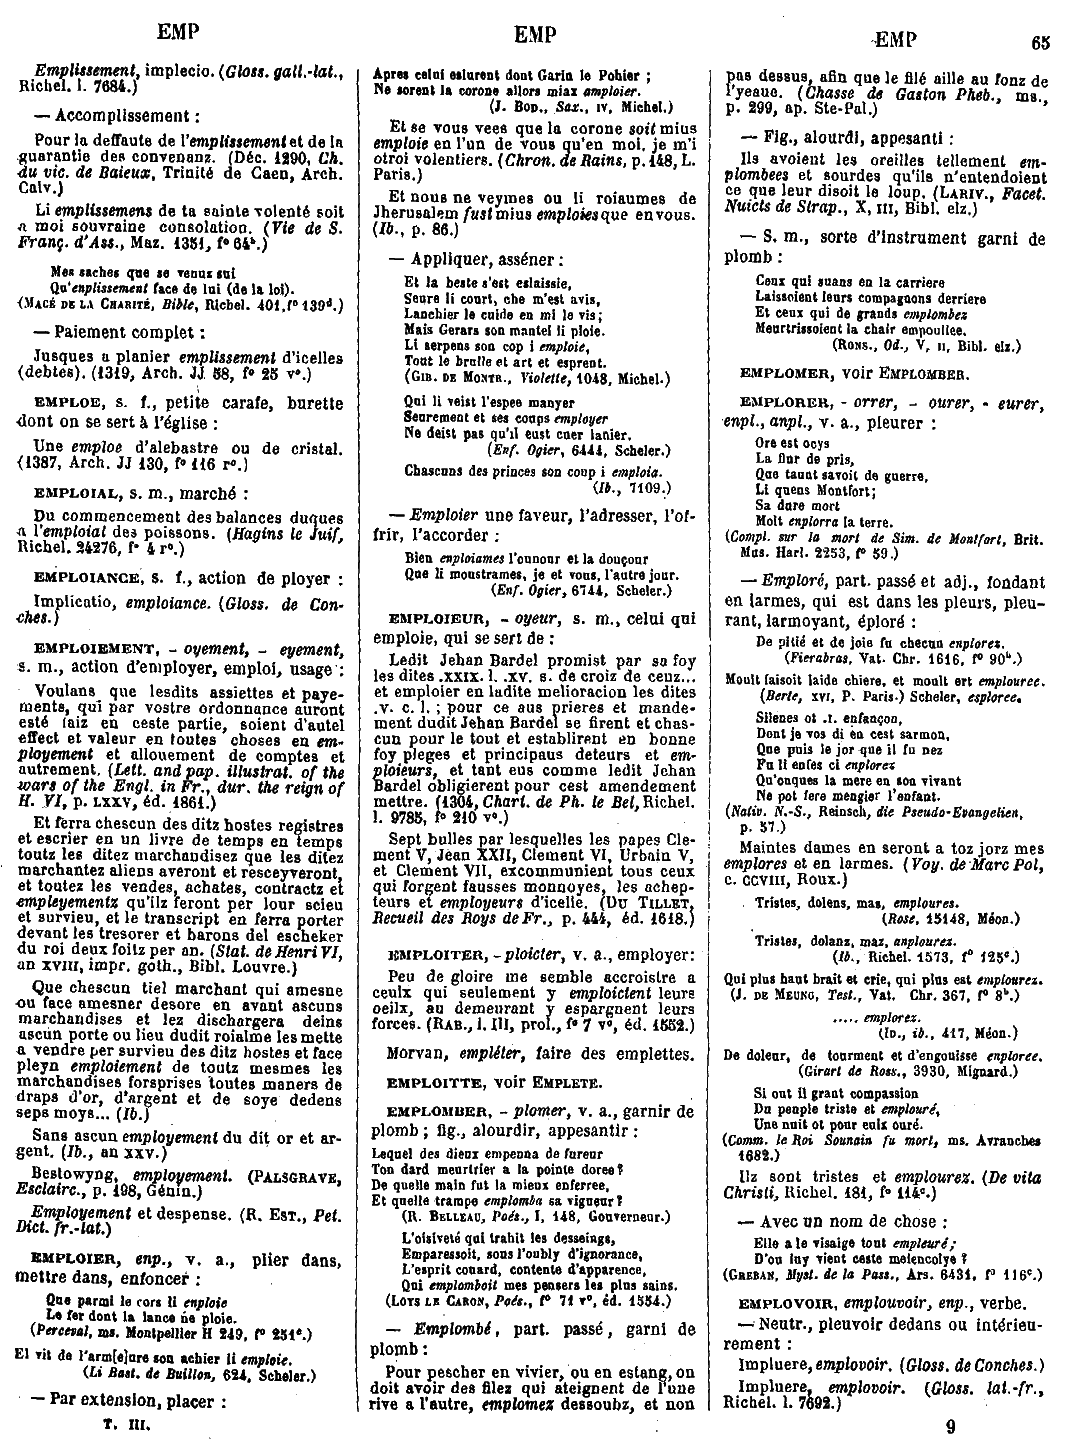 EMP
EMP
EMP
65
Emplissement, implecio. (Gloss. gall.-lat.,
Richel. l. 7684.)
— Accomplissement :
Pour la deffaute de l'emplissement et de la
guarantie des convenanz. (Déc. 1290, Ch.
du vic. de Baieux, Trinité de Caen, Arch.
Calv.)
Li emplissemens de ta sainte volenté soit
a moi souvraine consolation. (Vie de S.
Franç. d'Ass., Maz. 1351, f° 64ᵇ.)
Mes saches que se venuz sui
Qu'enplissement face de lui (de la loi).
(MACÉ DE LA CHARITÉ, Bible, Richel. 401, f° 139ᵈ.)
— Paiement complet :
Jusques a planier emplissement d'icelles
(debtes). (1319, Arch. JJ 58, f° 25 v°.)
EMPLOE, s. f., petite carafe, burette
dont on se sert à l'église :
Une emploe d'alebastre ou de cristal.
(1387, Arch. JJ 130, f° 116 r°.)
EMPLOIAL, s. m., marché :
Du commencement des balances duques
a l'emploial des poissons. (Hagins le Juif,
Richel. 24276, f° 4 r°.)
EMPLOIANCE, s. f., action de ployer :
Implicatio, emploiance. (Gloss. de Con-
ches.)
EMPLOIEMENT, - oyement, - eyement,
s. m., action d'employer, emploi, usage :
Voulans que lesdits assiettes et paye-
ments, qui par vostre ordonnance auront
esté faiz en ceste partie, soient d'autel
effect et valeur en toutes choses en em-
ployement et allouement de comptes et
autrement. (Lett. and pap. illustrat. of the
wars of the Engl. in Fr., dur. the reign of
H. VI, p. LXXV, éd. 1861.)
Et ferra chescun des ditz hostes registres
et escrier en un livre de temps en temps
toutz les ditez marchandisez que les ditez
marchantez aliens averont et resceyveront,
et toutez les vendes, achates, contractz et
empleyementz qu'ilz feront per lour scieu
et survieu, et le transcript en ferra porter
devant les tresorer et barons del escheker
du roi deux foitz per an. (Stat. de Henri VI,
an XVIII, impr. goth., Bibl. Louvre.)
Que chescun tiel marchant qui amesne
ou face amesner desore en avant ascuns
marchandises et lez dischargera deins
ascun porte ou lieu dudit roialme les mette
a vendre per survieu des ditz hostes et face
pleyn emploiement de toutz mesmes les
marchandises forsprises toutes maners de
draps d'or, d'argent et de soye dedens
seps moys... (Ib.)
Sans ascun employement du dit or et ar-
gent. (Ib., an XXV.)
Bestowyng, employement. (PALSGRAVE,
Esclairc., p. 198, Génin.)
Employement et despense. (R. EST., Pet.
Dict. fr.-lat.)
EMPLOIER, enp., v. a., plier dans,
mettre dans, enfoncer :
Que parmi le cors li enploie
Le fer dont la lance ne ploie.
(Perceval, ms. Montpellier H 249, f° 251ᵉ.)
El vit de l'arm[e]ure son achier li emploie.
(Li Bast. de Buillon, 624, Scheler.)
— Par extension, placer :
T. III.
Apres celui eslurent dont Garin le Pohier ;
Ne sorent la corone allors miax amploier.
(J. BOD., Sax., IV, Michel.)
Et se vous vees que la corone soit mius
emploie en l'un de vous qu'en moi, je m'i
otroi volentiers. (Chron. de Rains, p. 148, L.
Paris.)
Et nous ne veymes ou li roiaumes de
Jherusalem fust mius emploies que en vous.
(Ib., p. 86.)
— Appliquer, asséner :
Et la beste s'est eslaissie,
Seure li court, che m'est avis,
Lanchier le cuide en mi le vis ;
Mais Gerars son mantel li ploie.
Li serpens son cop i emploie,
Tout le brulle et art et esprent.
(GIB. DE MONTR., Violette, 1048, Michel.)
Qui li veist l'espee manyer
Seurement et ses coups employer
Ne deist pas qu'il eust cuer lanier.
(Enf. Ogier, 6444, Scheler.)
Chascuns des princes son coup i emploia.
(Ib., 7109.)
— Emploier une faveur, l'adresser, l'of-
frir, l'accorder :
Bien enploiames l'onnour et la douçour
Que li monstrames, je et vous, l'autre jour.
(Enf. Ogier, 6744, Scheler.)
EMPLOIEUR, - oyeur, s. m., celui qui
emploie, qui se sert de :
Ledit Jehan Bardel promist par sa foy
les dites .XXIX. l. .XV. s. de croiz de ceuz...
et emploier en ladite melioracion les dites
.V. C. l. ; pour ce aus prieres et mande-
ment dudit Jehan Bardel se firent et chas-
cun pour le tout et establirent en bonne
foy pleges et principaus deteurs et em-
ploieurs, et tant eus comme ledit Jehan
Bardel obligierent pour cest amendement
mettre. (1304, Chart. de Ph. le Bel, Richel.
l. 9785, f° 210 v°.)
Sept bulles par lesquelles les papes Cle-
ment V, Jean XXII, Clement VI, Urbain V,
et Clement VII, excommunient tous ceux
qui forgent fausses monnoyes, les achep-
teurs et employeurs d'icelle. (DU TILLET,
Recueil des Roys de Fr., p. 444, éd. 1618.)
EMPLOITER, - ploicter, v. a., employer:
Peu de gloire me semble accroistre a
ceulx qui seulement y emploictent leurs
oeilx, au demeurant y espargnent leurs
forces. (RAB., l. III, prol., f° 7 v°, éd. 1552.)
Morvan, empléter, faire des emplettes.
EMPLOITTE, voir EMPLETE.
EMPLOMBER, - plomer, v. a., garnir de
plomb ; fig., alourdir, appesantir :
Lequel des dieux empenna de fureur
Ton dard meurtrier a la pointe doree ?
De quelle main fut la mieux enferree,
Et quelle trampe emplomba sa vigueur ?
(R. BELLEAU, Poés., I, 148, Gouverneur.)
L'oisiveté qui trahit les desseings,
Emparessoit, sous l'oubly d'ignorance,
L'esprit couard, contente d'apparence,
Qui emplomboit mes pensers les plus sains.
(LOYS LE CARON, Poés., f° 71 r°, éd. 1554.)
— Emplombé, part. passé, garni de
plomb :
Pour pescher en vivier, ou en estang, on
doit avoir des filez qui ateignent de l'une
rive a l'autre, emplomez dessoubz, et non
pas dessus, afin que le filé aille au fonz de
l'yeaue. (Chasse de Gaston Pheb., ms.,
p. 299, ap. Ste-Pal.)
— Fig., alourdi, appesanti :
Ils avoient les oreilles tellement em-
plombees et sourdes qu'ils n'entendoient
ce que leur disoit le loup. (LARIV., Facet.
Nuicts de Strap., X, III, Bibl. elz.)
— S. m., sorte d'instrument garni de
plomb :
Ceux qui suans en la carriere
Laissoient leurs compagnons derriere
Et ceux qui de grands emplombez
Meurtrissoient la chair empoullee.
(RONS., Od., V, II, Bibl. elz.)
EMPLOMER, voir EMPLOMBER.
EMPLORER, - orrer, - ourer, - eurer,
enpl., anpl., v. a., pleurer :
Ore est ocys
La flur de pris,
Que taunt savoit de guerre,
Li quens Montfort;
Sa dure mort
Molt enplorra la terre.
(Compl. sur la mort de Sim. de Montfort, Brit.
Mus. Harl. 2253, f° 59.)
— Emploré, part. passé et adj., fondant
en larmes, qui est dans les pleurs, pleu-
rant, larmoyant, éploré :
De pitié et de joie fu checun enplorez.
(Fierabras, Vat. Chr. 1616, f° 90ᵇ.)
Moult faisoit laide chiere, et moult ert emplouree.
(Berte, XVI, P. Paris.) Scheler, esploree.
Silenes ot .I. enfançon,
Dont je vos di en cest sarmon,
Que puis le jor que il fu nez
Fu li enfes ci enplorez
Qu'onques la mere en son vivant
Ne pot fere mengier l'enfant.
(Nativ. N.-S., Reinsch, die Pseudo-Evangelien,
p. 57.)
Maintes dames en seront a toz jorz mes
emplores et en larmes. (Voy. de Marc Pol,
c. CCVIII, Roux.)
Tristes, dolens, mas, emploures.
(Rose, 15148, Méon.)
Tristes, dolanz, maz, anplourez.
(Ib., Richel. 1573, f° 125ᵉ.)
Qui plus haut brait et crie, qui plus est emplourez.
(J. DE MEUNG, Test., Vat. Chr. 367, f° 8ᵇ.)
..... emplorez.
(ID., ib., 417, Méon.)
De doleur, de tourment et d'engouisse enploree.
(Girart de Ross., 3930, Mignard.)
Si out il grant compassion
Du peuple triste et emplouré,
Une nuit ot pour eulx ouré.
(Comm. le Roi Sounain fu mort, ms. Avranches
1682.)
Ilz sont tristes et emplourez. (De vita
Christi, Richel. 181, f° 114ᶜ.)
— Avec un nom de chose :
Elle a le visaige tout empleuré ;
D'ou luy vient ceste melencolye ?
(GREBAN, Myst. de la Pass., Ars. 6431, f° 116ᶜ.)
EMPLOVOIR, emplouvoir, enp., verbe.
— Neutr., pleuvoir dedans ou intérieu-
rement :
Impluere, emplovoir. (Gloss. de Conches.)
Impluere, emplovoir. (Gloss. lat.-fr.,
Richel. l. 7692.)
9